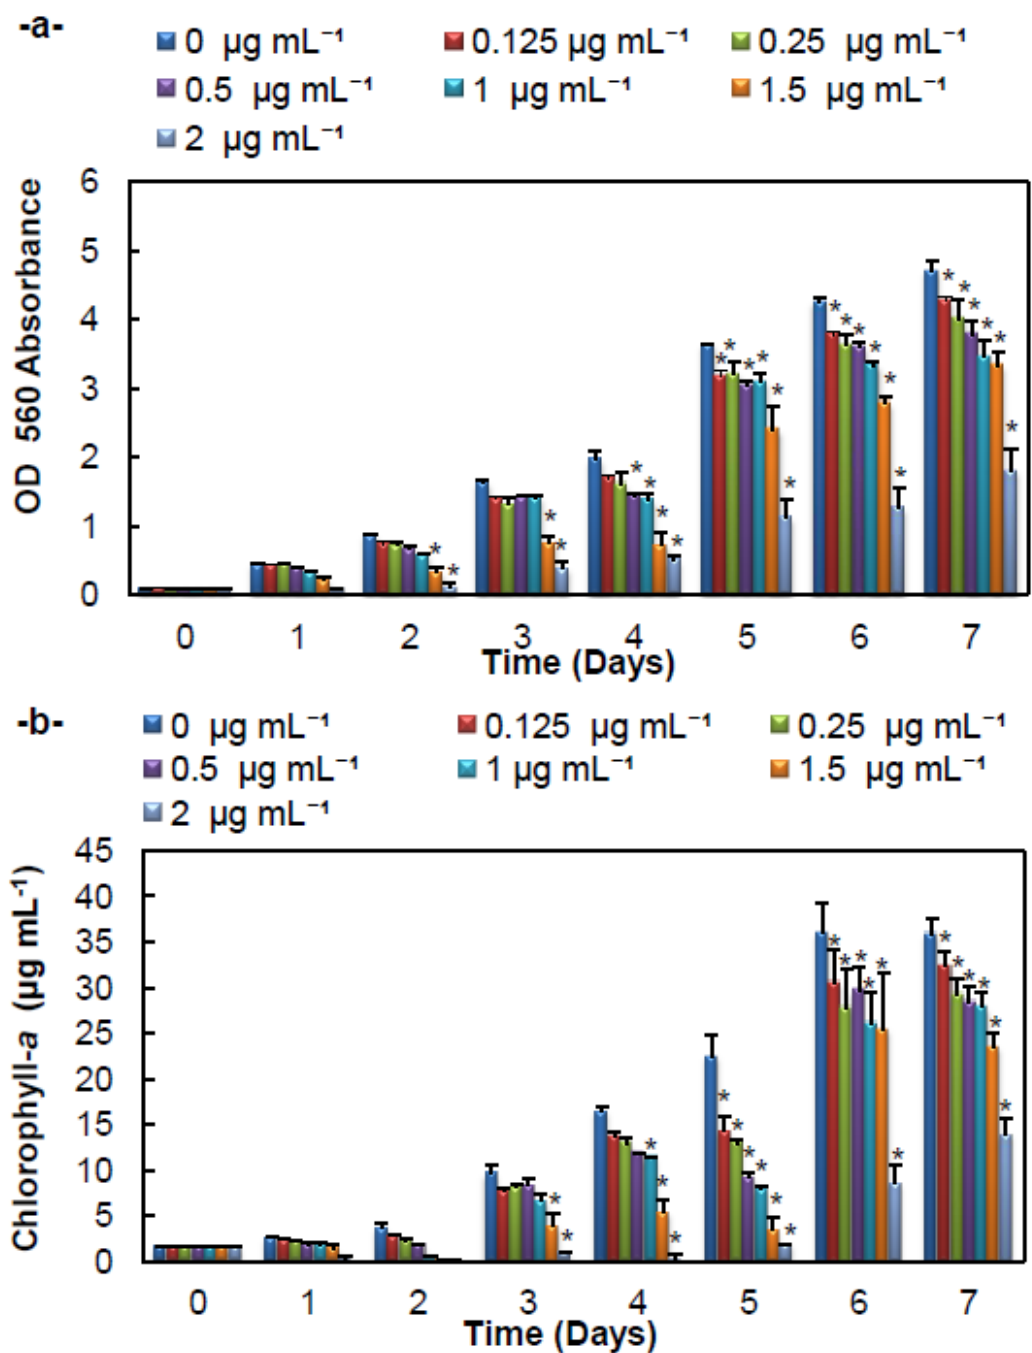 -a-
0 µg mL⁻¹ 0.125 µg mL⁻¹ 0.25 µg mL⁻¹
0.5 µg mL⁻¹ 1 µg mL⁻¹ 1.5 µg mL⁻¹
2 µg mL⁻¹
OD 560 Absorbance
6
5
4
3
2
1
0
* * * * * *
* * * * * *
* * * * * *
* * * *
* *
* *
0 1 2 3 4 5 6 7
Time (Days)
-b-
0 µg mL⁻¹ 0.125 µg mL⁻¹ 0.25 µg mL⁻¹
0.5 µg mL⁻¹ 1 µg mL⁻¹ 1.5 µg mL⁻¹
2 µg mL⁻¹
Chlorophyll-a (µg mL⁻¹)
45
40
35
30
25
20
15
10
5
0
* * * * * *
* * * * * *
* * * * * *
* * *
* *
0 1 2 3 4 5 6 7
Time (Days)